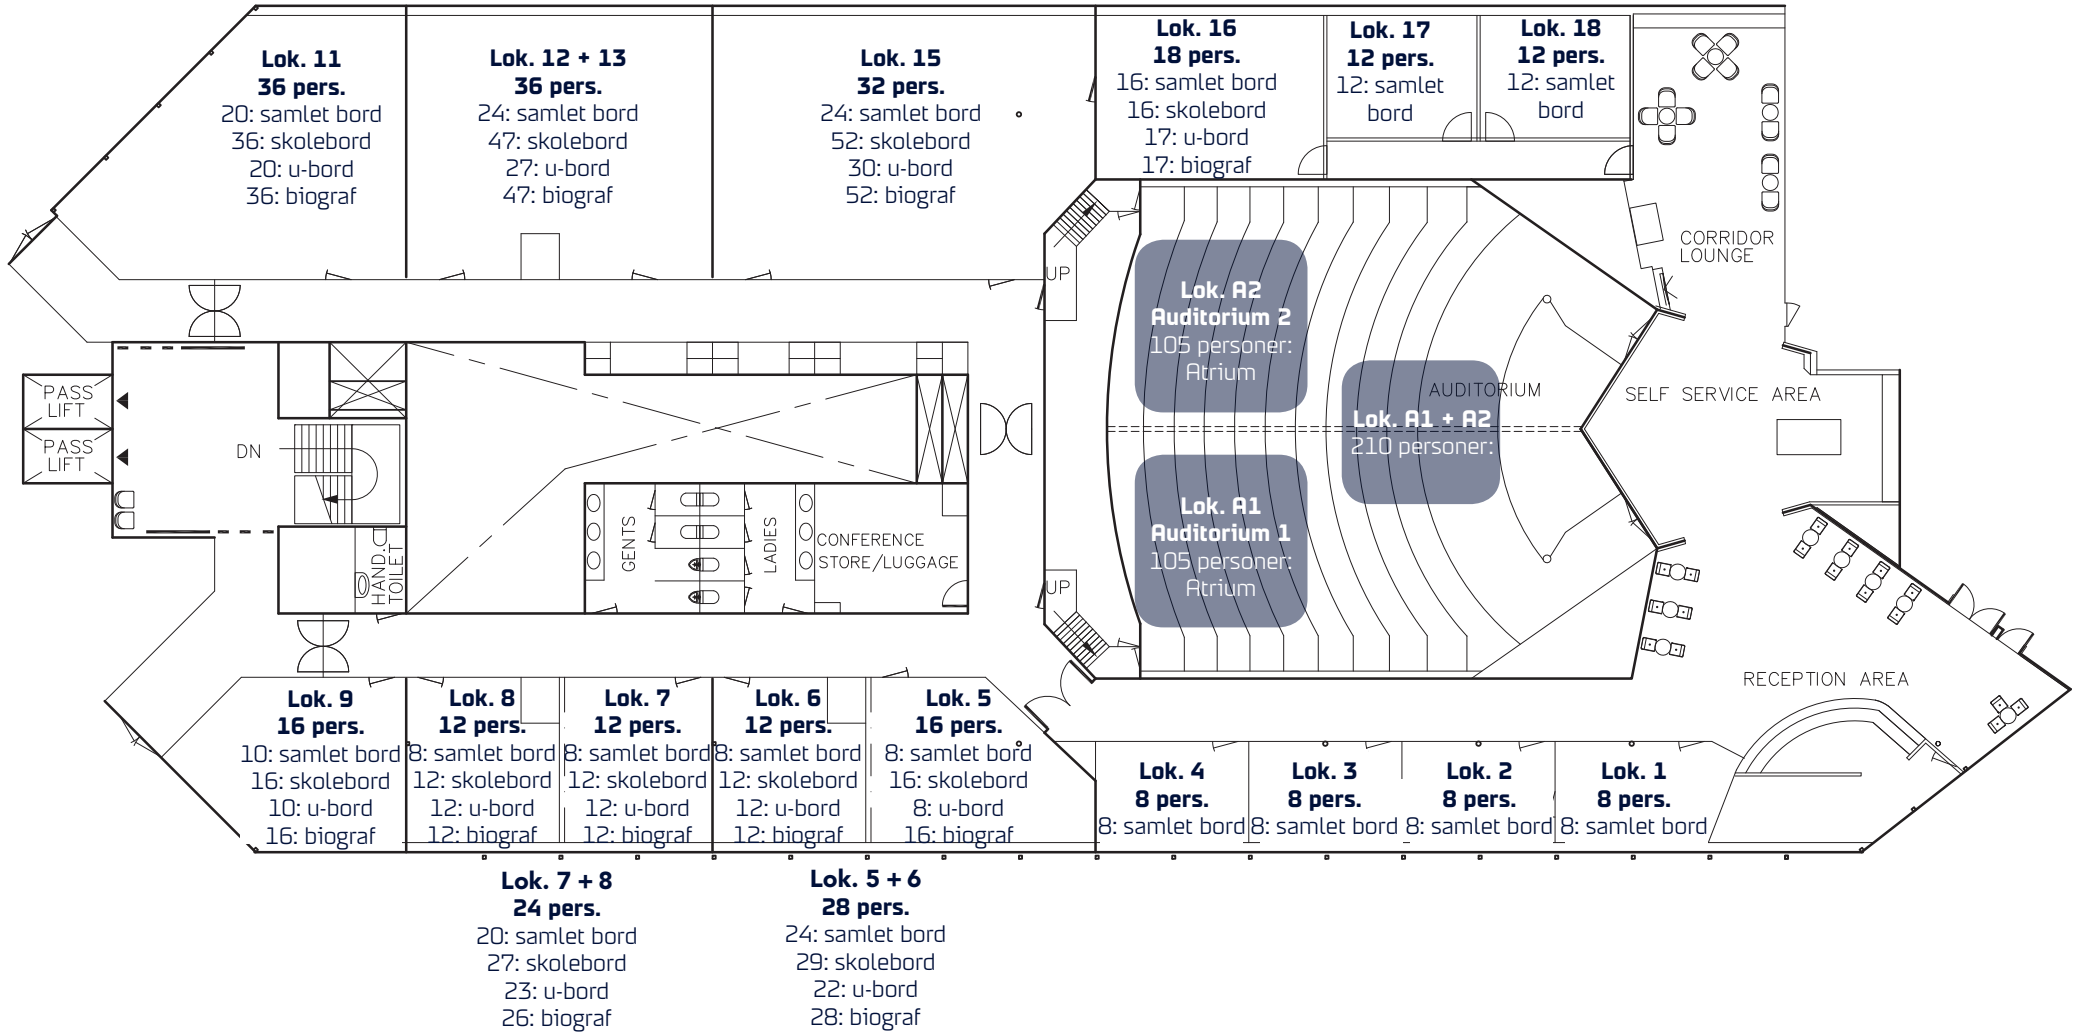 Lok. 11
36 pers.
20: samlet bord
36: skolebord
20: u-bord
36: biograf
Lok. 12 + 13
36 pers.
24: samlet bord
47: skolebord
27: u-bord
47: biograf
Lok. 15
32 pers.
24: samlet bord
52: skolebord
30: u-bord
52: biograf
Lok. 16
18 pers.
16: samlet bord
16: skolebord
17: u-bord
17: biograf
Lok. 17
12 pers.
12: samlet
bord
Lok. 18
12 pers.
12: samlet
bord
CORRIDOR
LOUNGE
UP
Lok. A2
Auditorium 2
105 personer:
Atrium
AUDITORIUM
Lok. A1 + A2
210 personer:
SELF SERVICE AREA
Lok. A1
Auditorium 1
105 personer:
Atrium
UP
PASS
LIFT
PASS
LIFT
DN
HAND.
TOILET
GENTS
LADIES
CONFERENCE
STORE/LUGGAGE
RECEPTION AREA
Lok. 9
16 pers.
10: samlet bord
16: skolebord
10: u-bord
16: biograf
Lok. 8
12 pers.
8: samlet bord
12: skolebord
12: u-bord
12: biograf
Lok. 7
12 pers.
8: samlet bord
12: skolebord
12: u-bord
12: biograf
Lok. 6
12 pers.
8: samlet bord
12: skolebord
12: u-bord
12: biograf
Lok. 5
16 pers.
8: samlet bord
16: skolebord
8: u-bord
16: biograf
Lok. 4
8 pers.
8: samlet bord
Lok. 3
8 pers.
8: samlet bord
Lok. 2
8 pers.
8: samlet bord
Lok. 1
8 pers.
8: samlet bord
Lok. 7 + 8
24 pers.
20: samlet bord
27: skolebord
23: u-bord
26: biograf
Lok. 5 + 6
28 pers.
24: samlet bord
29: skolebord
22: u-bord
28: biograf